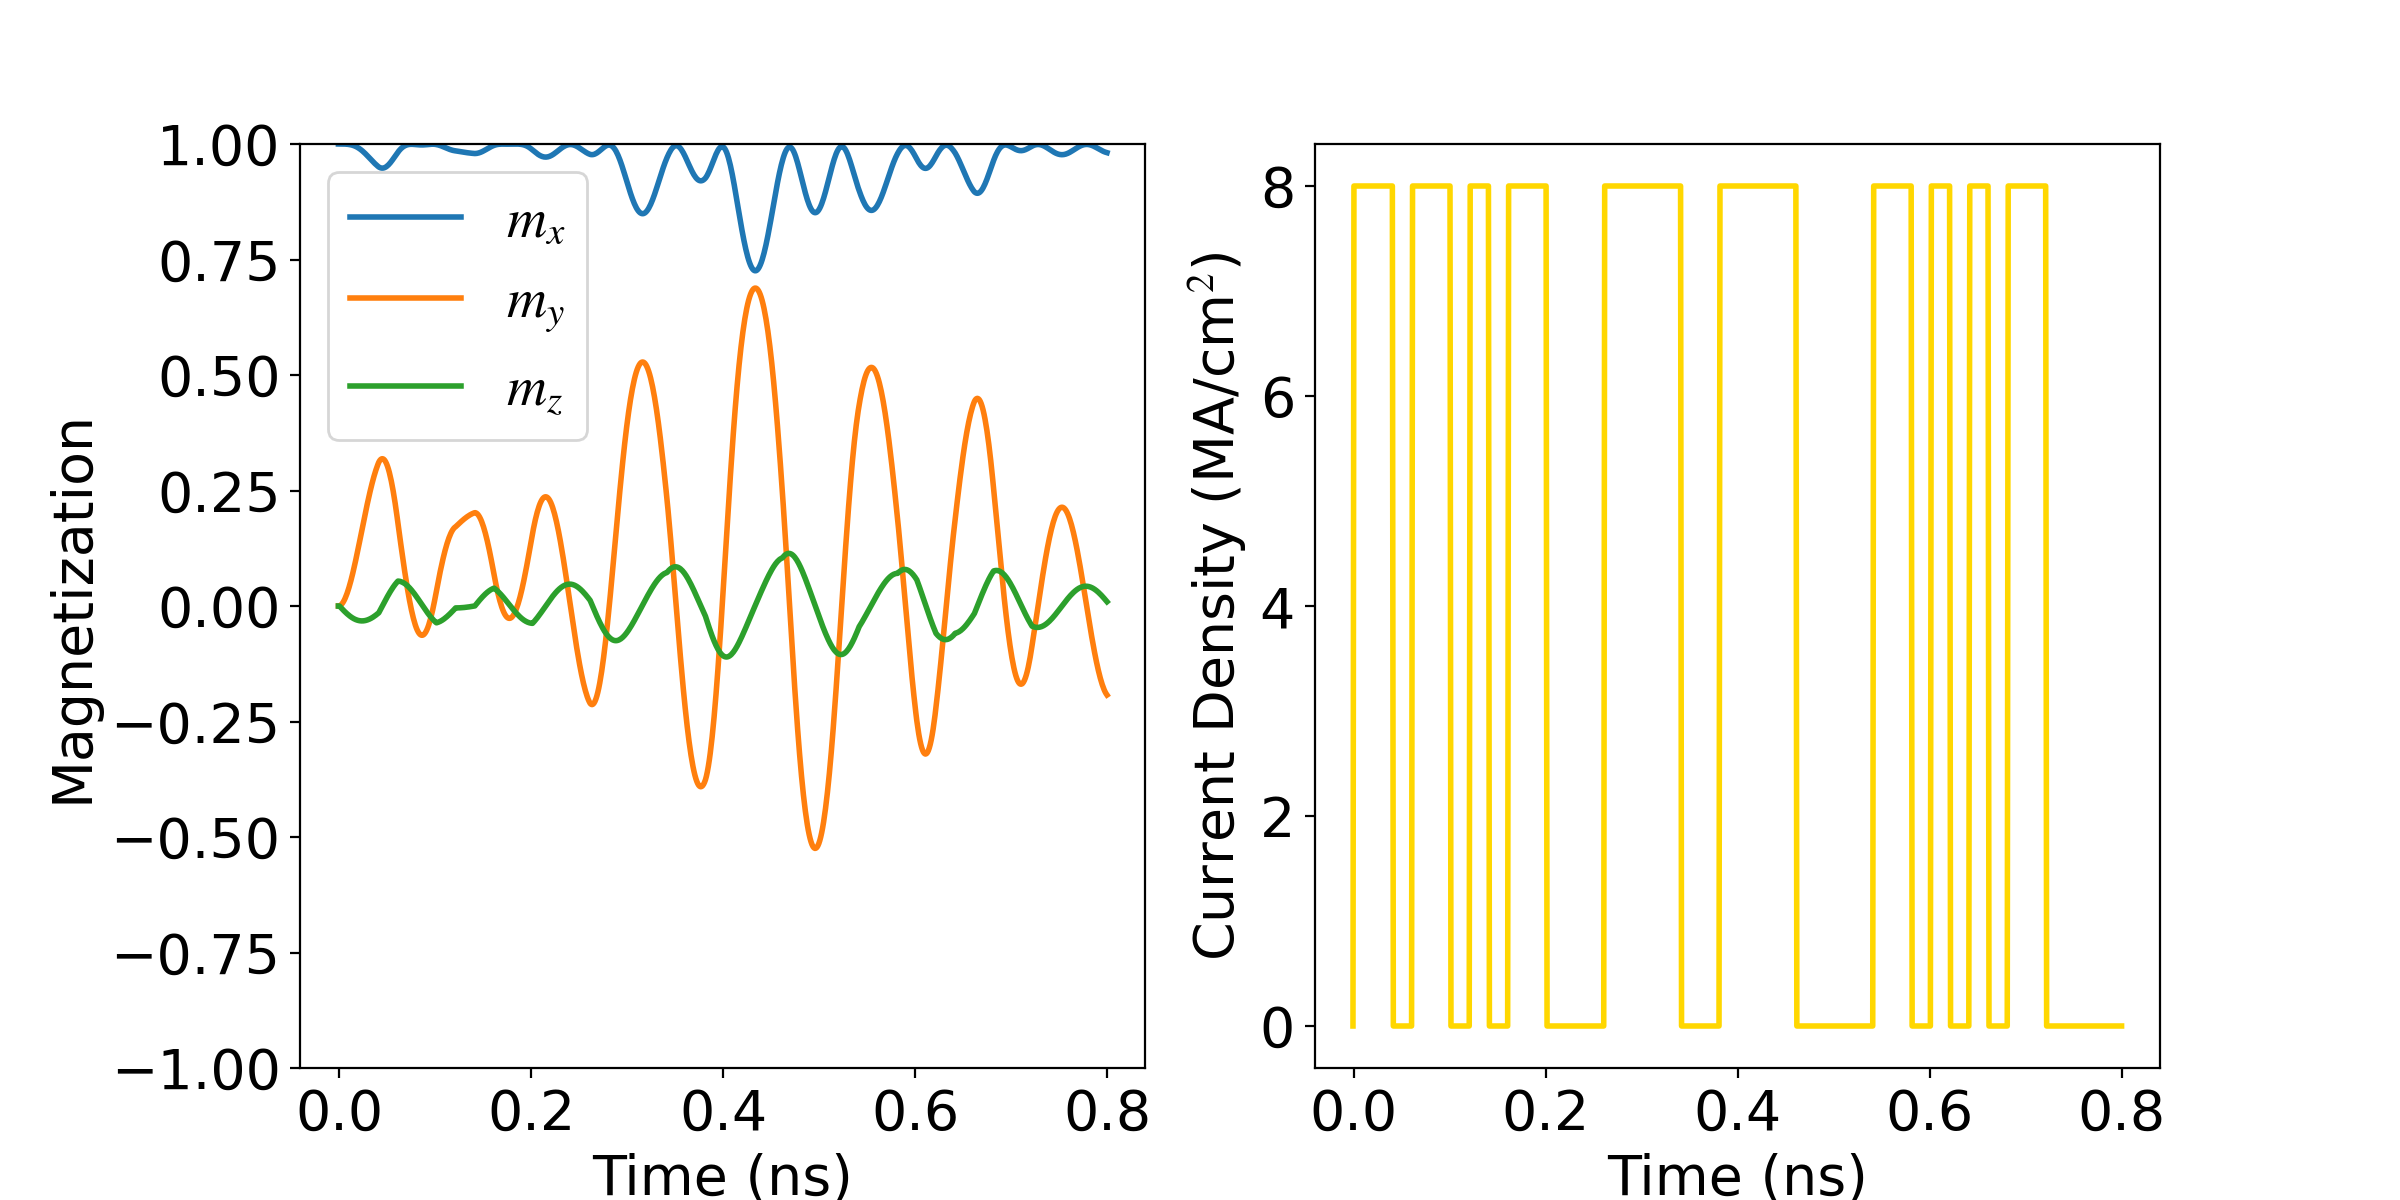 1.00
0.75
0.50
0.25
0.00
−0.25
−0.50
−0.75
−1.00
Magnetization
m_x
m_y
m_z
0.0 0.2 0.4 0.6 0.8
Time (ns)
8
6
4
2
0
Current Density (MA/cm²)
0.0 0.2 0.4 0.6 0.8
Time (ns)